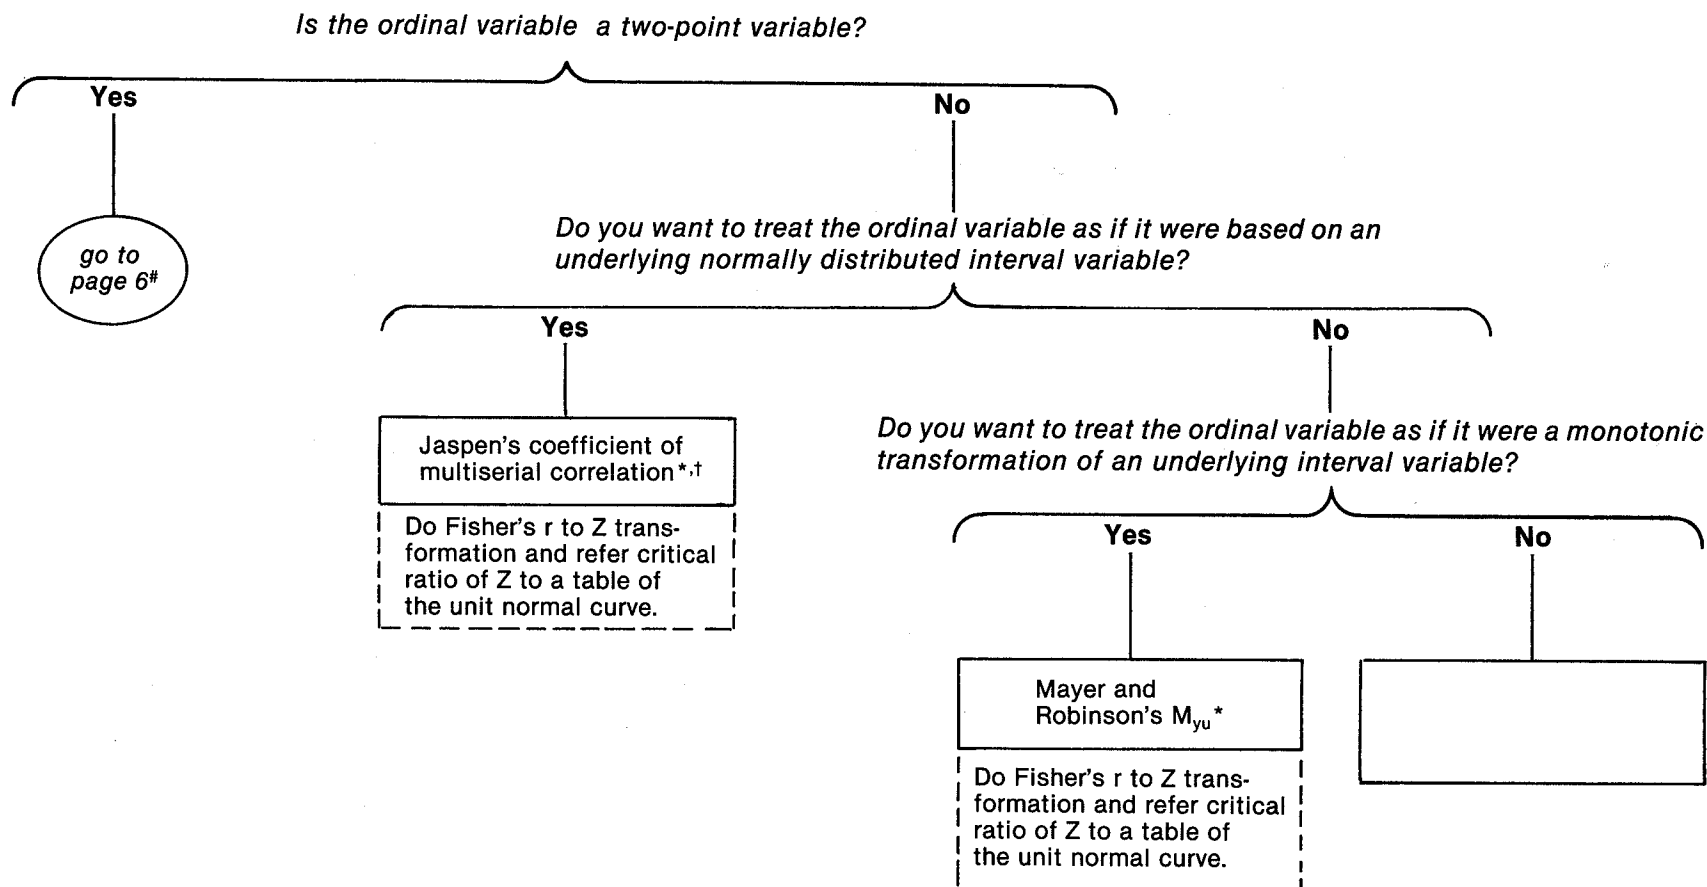 Is the ordinal variable a two-point variable?
Yes
No
go to
page 6#
Do you want to treat the ordinal variable as if it were based on an
underlying normally distributed interval variable?
Yes
No
Jaspen's coefficient of
multiserial correlation*,†
Do Fisher's r to Z trans-
formation and refer critical
ratio of Z to a table of
the unit normal curve.
Do you want to treat the ordinal variable as if it were a monotonic
transformation of an underlying interval variable?
Yes
No
Mayer and
Robinson's Myu*
Do Fisher's r to Z trans-
formation and refer critical
ratio of Z to a table of
the unit normal curve.